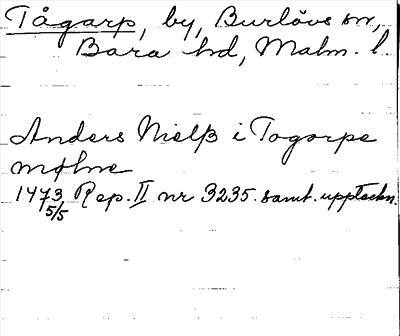 Tågarp, by, Burlövs sn,
Bara hd, Malm. l.
Anders Nielß i Togorpe
mølne
1473 5/5 Rep. II nr 3235. samt. uppteckn.